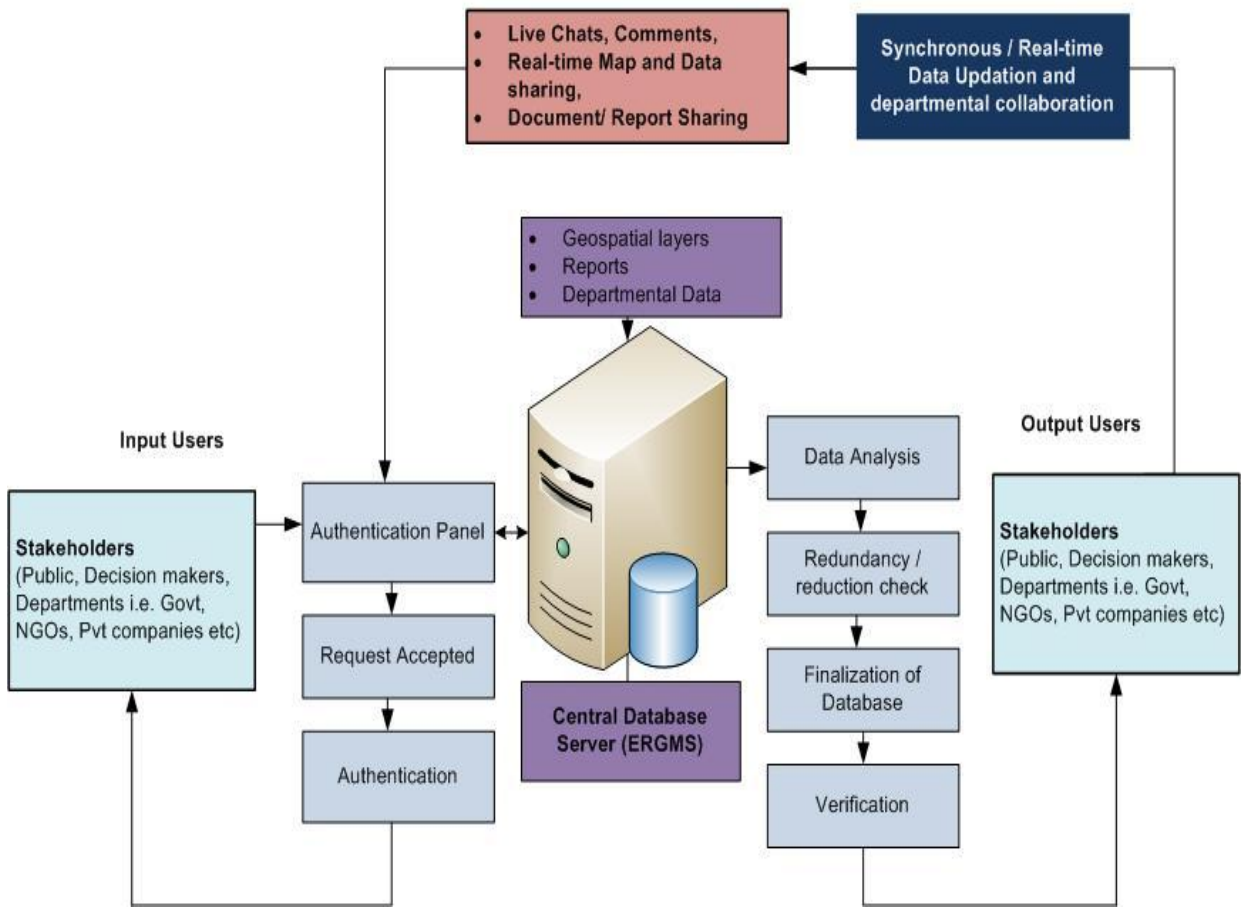 • Live Chats, Comments,
• Real-time Map and Data
sharing,
• Document/ Report Sharing
Synchronous / Real-time
Data Updation and
departmental collaboration
• Geospatial layers
• Reports
• Departmental Data
Input Users
Output Users
Stakeholders
(Public, Decision makers,
Departments i.e. Govt,
NGOs, Pvt companies etc)
Authentication Panel
Request Accepted
Authentication
Central Database
Server (ERGMS)
Data Analysis
Redundancy /
reduction check
Finalization of
Database
Verification
Stakeholders
(Public, Decision makers,
Departments i.e. Govt,
NGOs, Pvt companies etc)